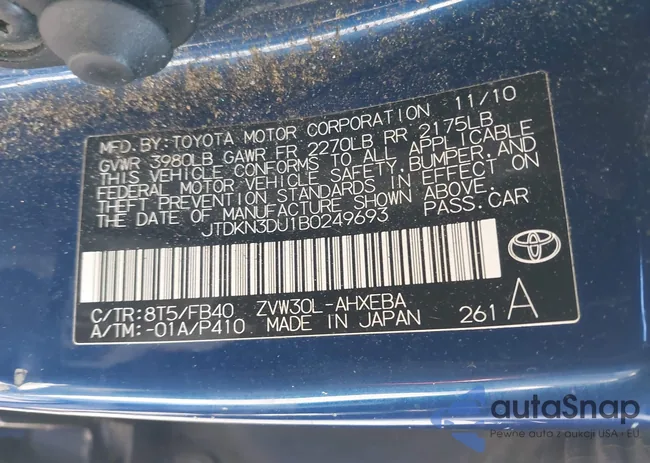 MFD. BY: TOYOTA MOTOR CORPORATION 11/10
GVWR 3980LB GAWR FR 2270LB RR 2175LB
THIS VEHICLE CONFORMS TO ALL APPLICABLE
FEDERAL MOTOR VEHICLE SAFETY, BUMPER, AND
THEFT PREVENTION STANDARDS IN EFFECT ON
THE DATE OF MANUFACTURE SHOWN ABOVE.
JTDKN3DU1B0249693 PASS. CAR
C/TR: 8T5/FB40 ZVW30L-AHXEBA
A/TM: -01A/P410 MADE IN JAPAN 261 A
autaSnap
Pewne auta z aukcji USA • EU